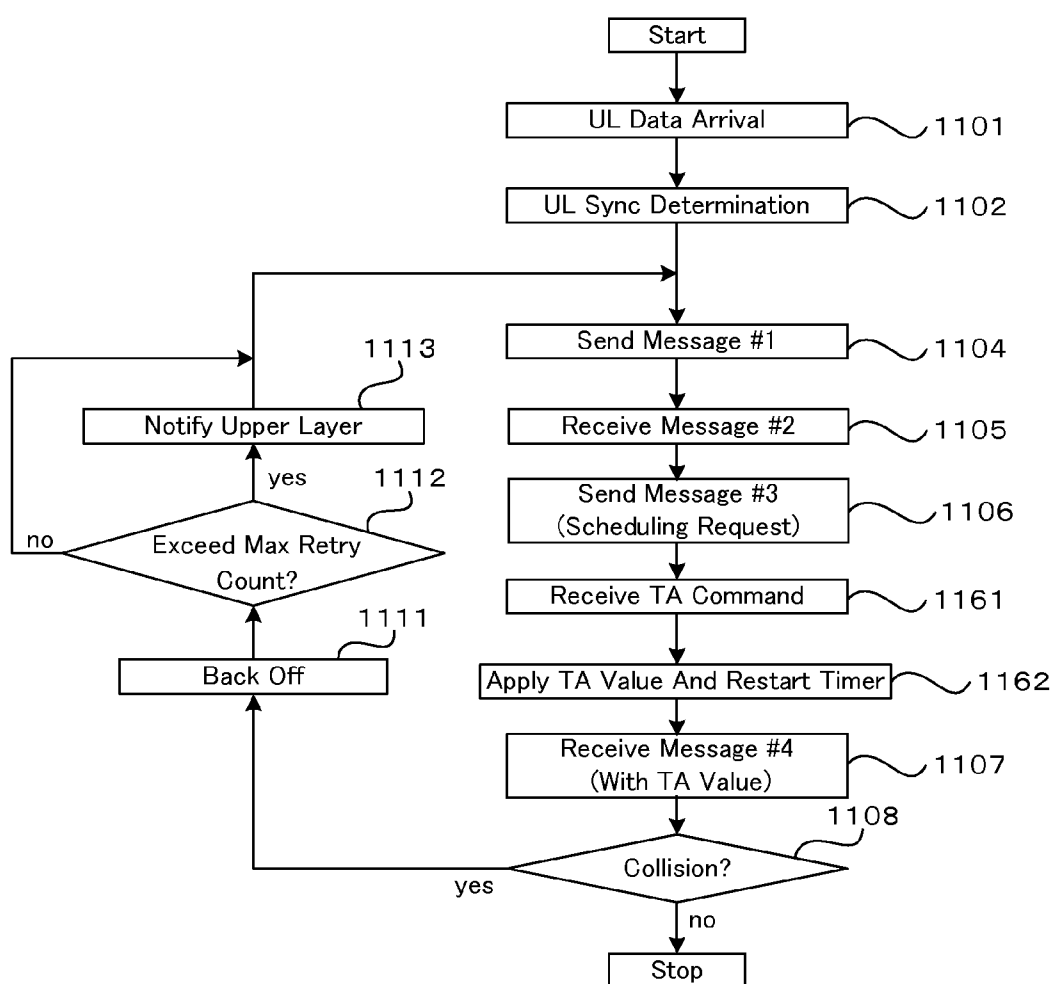 Start
UL Data Arrival
1101
UL Sync Determination
1102
Send Message #1
1104
1113
Notify Upper Layer
Receive Message #2
1105
yes
1112
Send Message #3
(Scheduling Request)
1106
no
Exceed Max Retry
Count?
Receive TA Command
1161
1111
Back Off
Apply TA Value And Restart Timer
1162
Receive Message #4
(With TA Value)
1107
1108
Collision?
yes
no
Stop